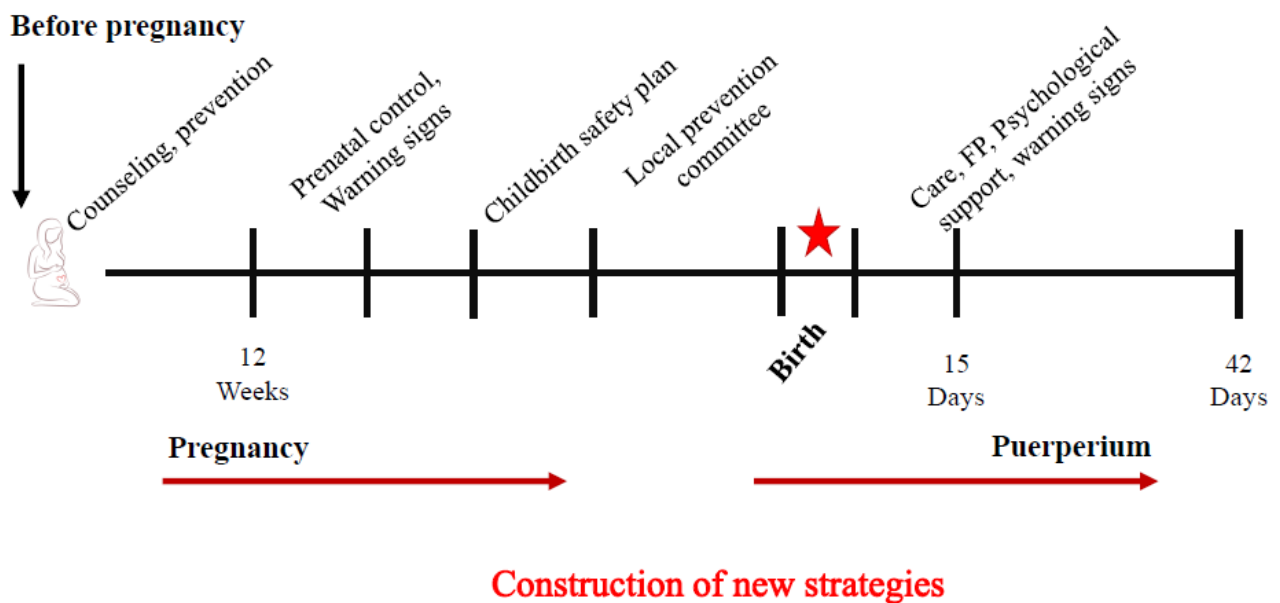 Before pregnancy
Counseling, prevention
Prenatal control,
Warning signs
Childbirth safety plan
Local prevention
committee
Care, FP, Psychological
support, warning signs
12
Weeks
Birth
15
Days
42
Days
Pregnancy
Puerperium
Construction of new strategies